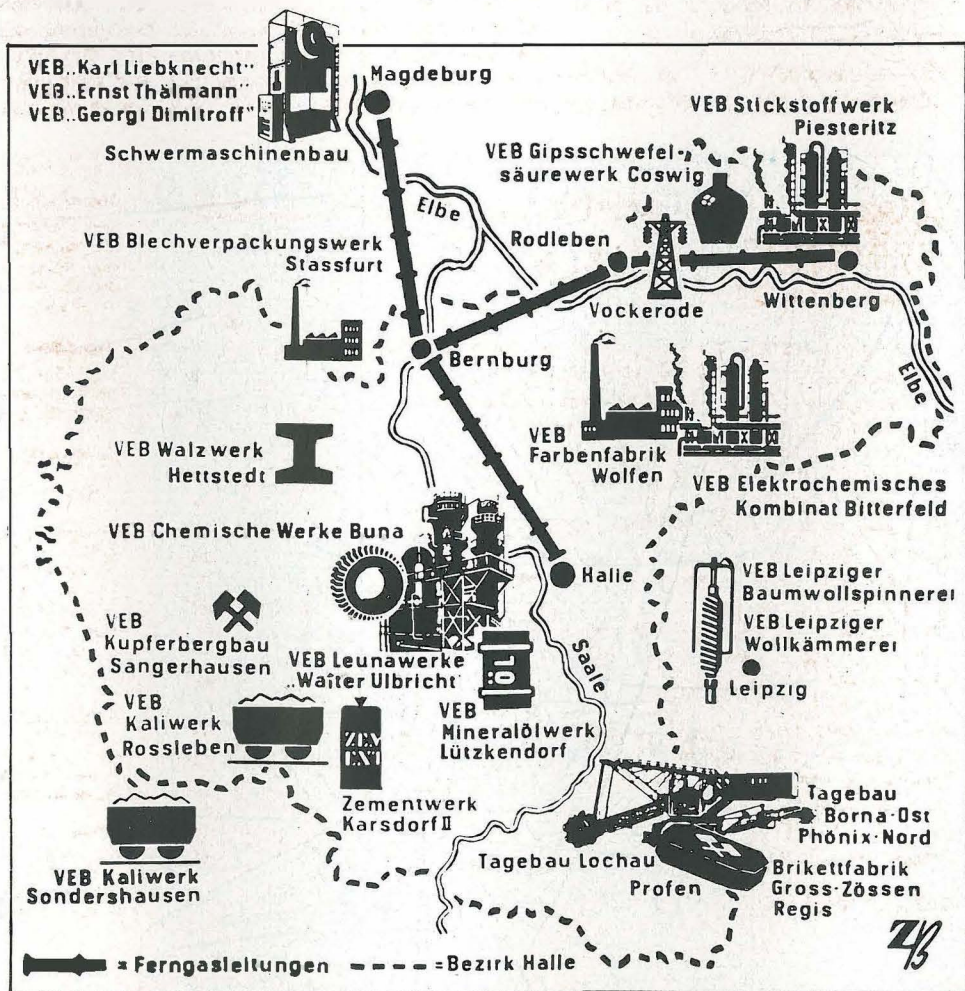 VEB „Karl Liebknecht“
VEB „Ernst Thälmann“
VEB „Georgi Dimitroff“
Schwermaschinenbau
Magdeburg
VEB Stickstoffwerk
Piesteritz
VEB Gipsschwefel-
säurewerk Coswig
Elbe
Rodleben
VEB Blechverpackungswerk
Stassfurt
Vockerode
Wittenberg
Bernburg
Elbe
VEB
Farbenfabrik
Wolfen
VEB Walzwerk
Hettstedt
VEB Elektrochemisches
Kombinat Bitterfeld
VEB Chemische Werke Buna
Halle
VEB Leipziger
Baumwollspinnerei
VEB Leipziger
Wollkämmerei
Leipzig
VEB
Kupferbergbau
Sangerhausen
VEB Leunawerke
„Walter Ulbricht“
ÖL
Saale
VEB
Kaliwerk
Rossleben
ZEM
ENT
VEB
Mineralölwerk
Lützkendorf
Zementwerk
Karsdorf II
VEB Kaliwerk
Sondershausen
Tagebau Lochau
Profen
Tagebau
Borna-Ost
Phönix-Nord
Brikettfabrik
Gross-Zössen
Regis
= Ferngasleitungen
=Bezirk Halle
ZB